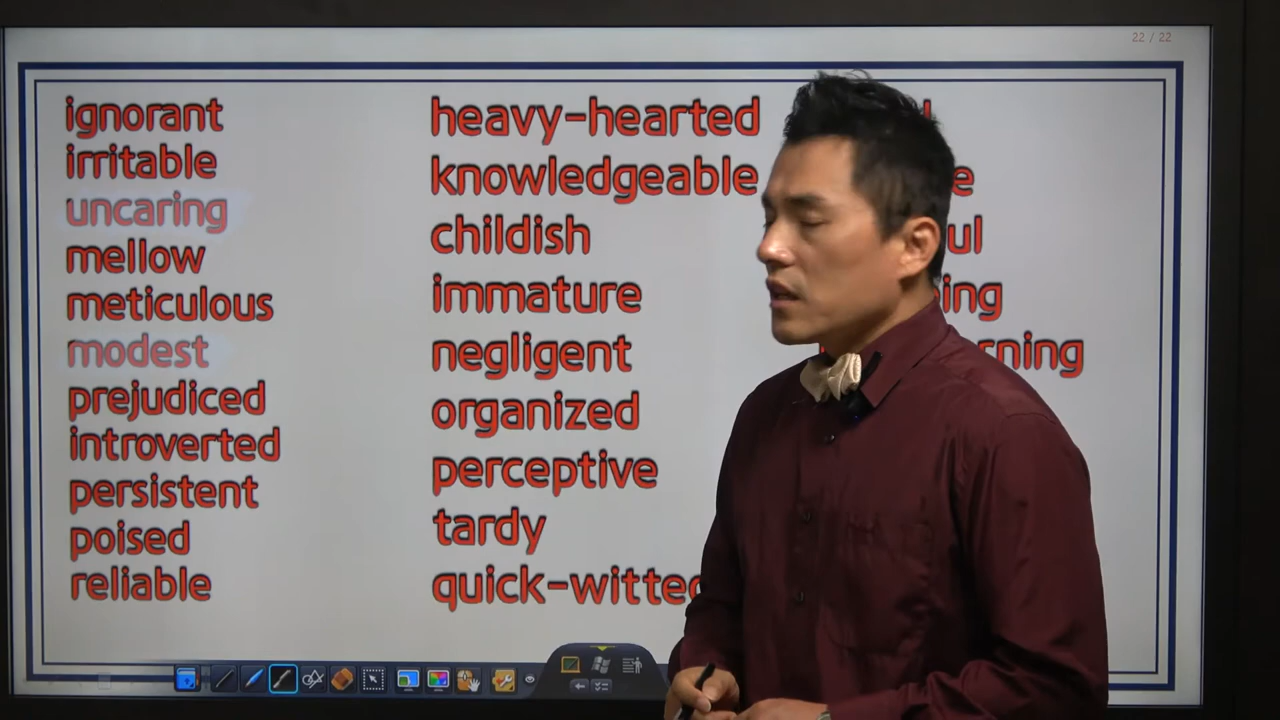 22 / 22
ignorant
irritable
uncaring
mellow
meticulous
modest
prejudiced
introverted
persistent
poised
reliable
heavy-hearted
knowledgeable
childish
immature
negligent
organized
perceptive
tardy